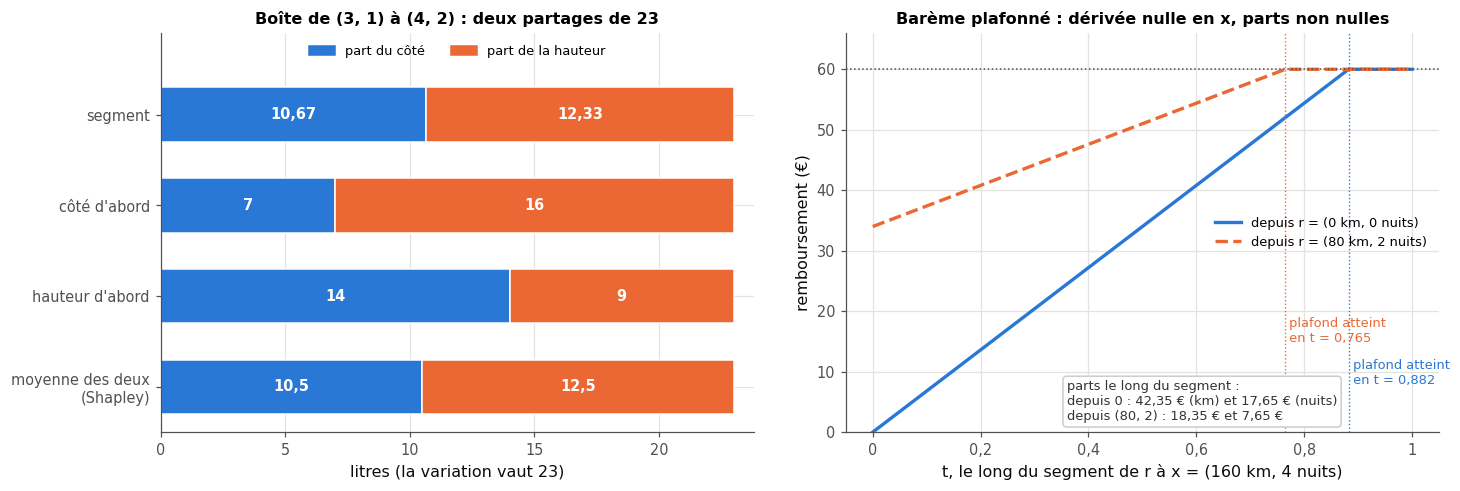 Boîte de (3, 1) à (4, 2) : deux partages de 23
part du côté
part de la hauteur
segment
10,67
12,33
côté d'abord
7
16
hauteur d'abord
14
9
moyenne des deux
(Shapley)
10,5
12,5
0
5
10
15
20
litres (la variation vaut 23)
Barème plafonné : dérivée nulle en x, parts non nulles
remboursement (€)
60
50
40
30
20
10
0
depuis r = (0 km, 0 nuits)
depuis r = (80 km, 2 nuits)
plafond atteint
en t = 0,765
plafond atteint
en t = 0,882
parts le long du segment :
depuis 0 : 42,35 € (km) et 17,65 € (nuits)
depuis (80, 2) : 18,35 € et 7,65 €
0
0,2
0,4
0,6
0,8
1
t, le long du segment de r à x = (160 km, 4 nuits)